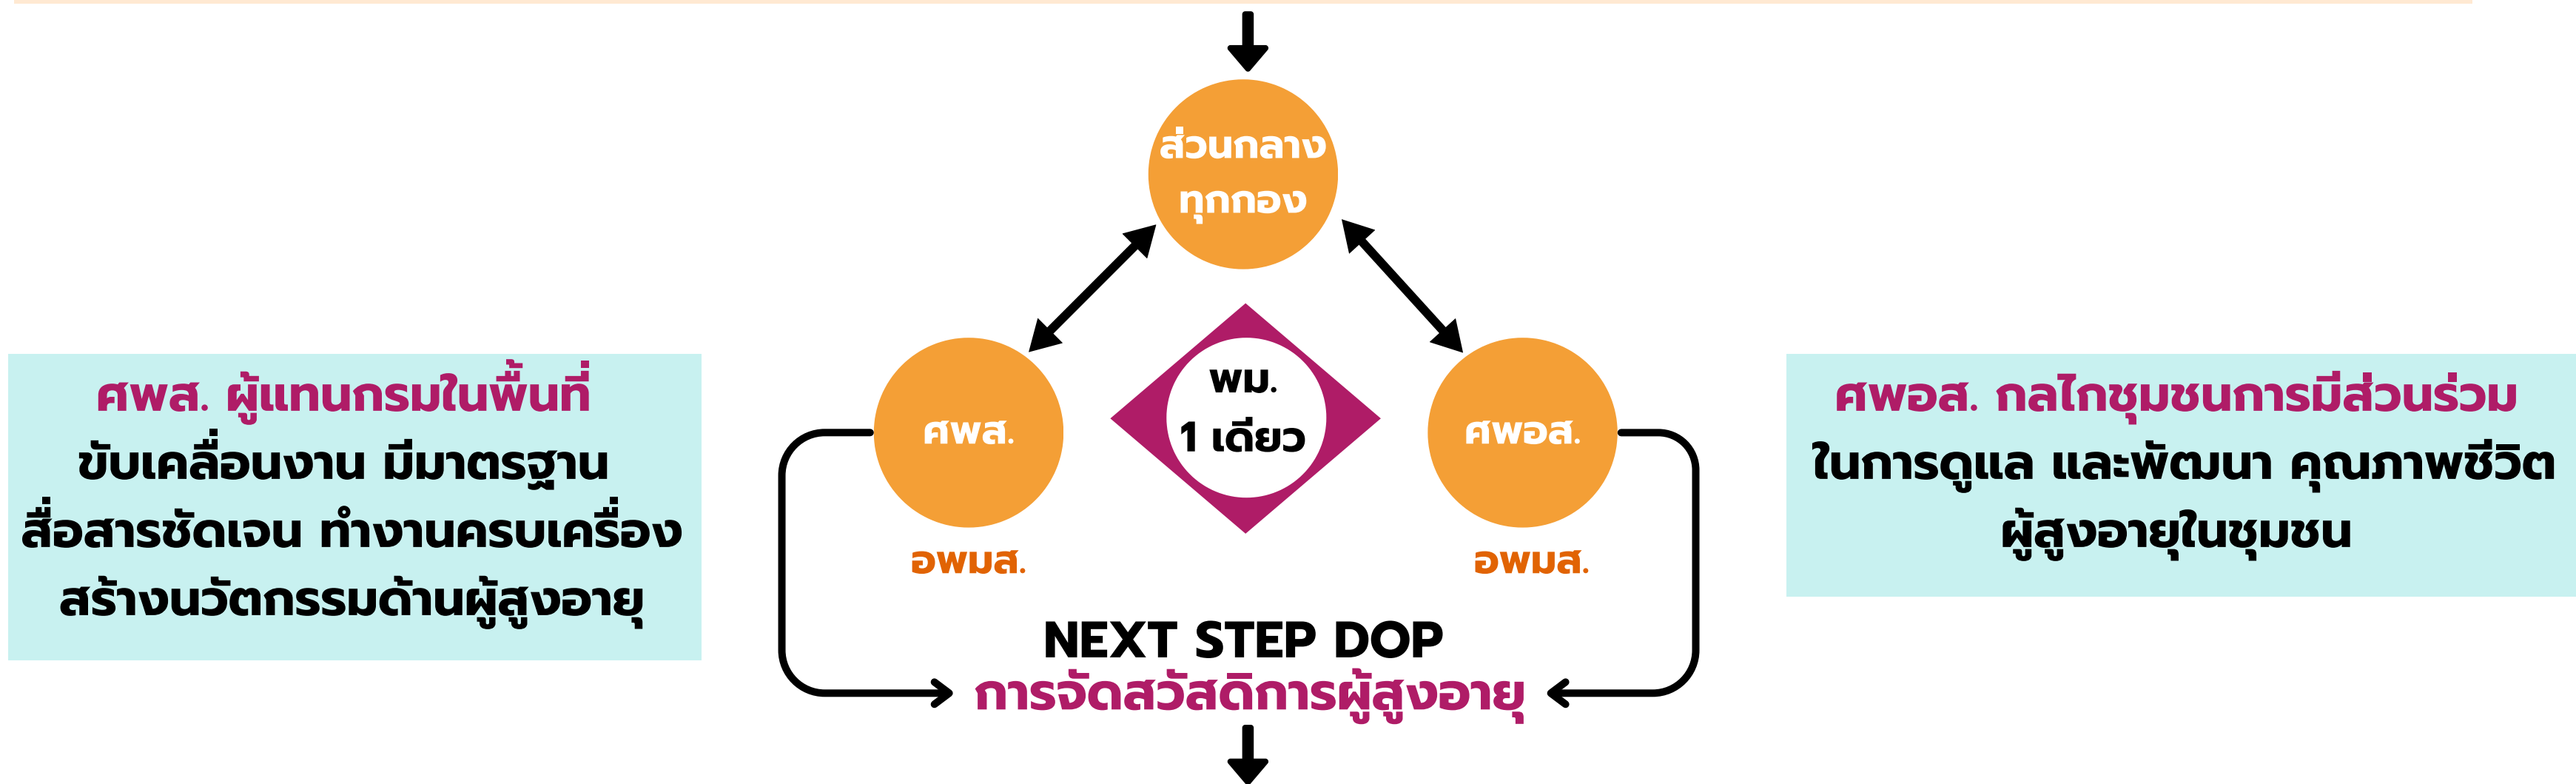 ส่วนกลาง
ทุกกอง
ศพส.
พม.
1 เดียว
ศพอส.
อพมส.
อพมส.
ศพส. ผู้แทนกรมในพื้นที่
ขับเคลื่อนงาน มีมาตรฐาน
สื่อสารชัดเจน ทำงานครบเครื่อง
สร้างนวัตกรรมด้านผู้สูงอายุ
ศพอส. กลไกชุมชนการมีส่วนร่วม
ในการดูแล และพัฒนา คุณภาพชีวิต
ผู้สูงอายุในชุมชน
NEXT STEP DOP
การจัดสวัสดิการผู้สูงอายุ